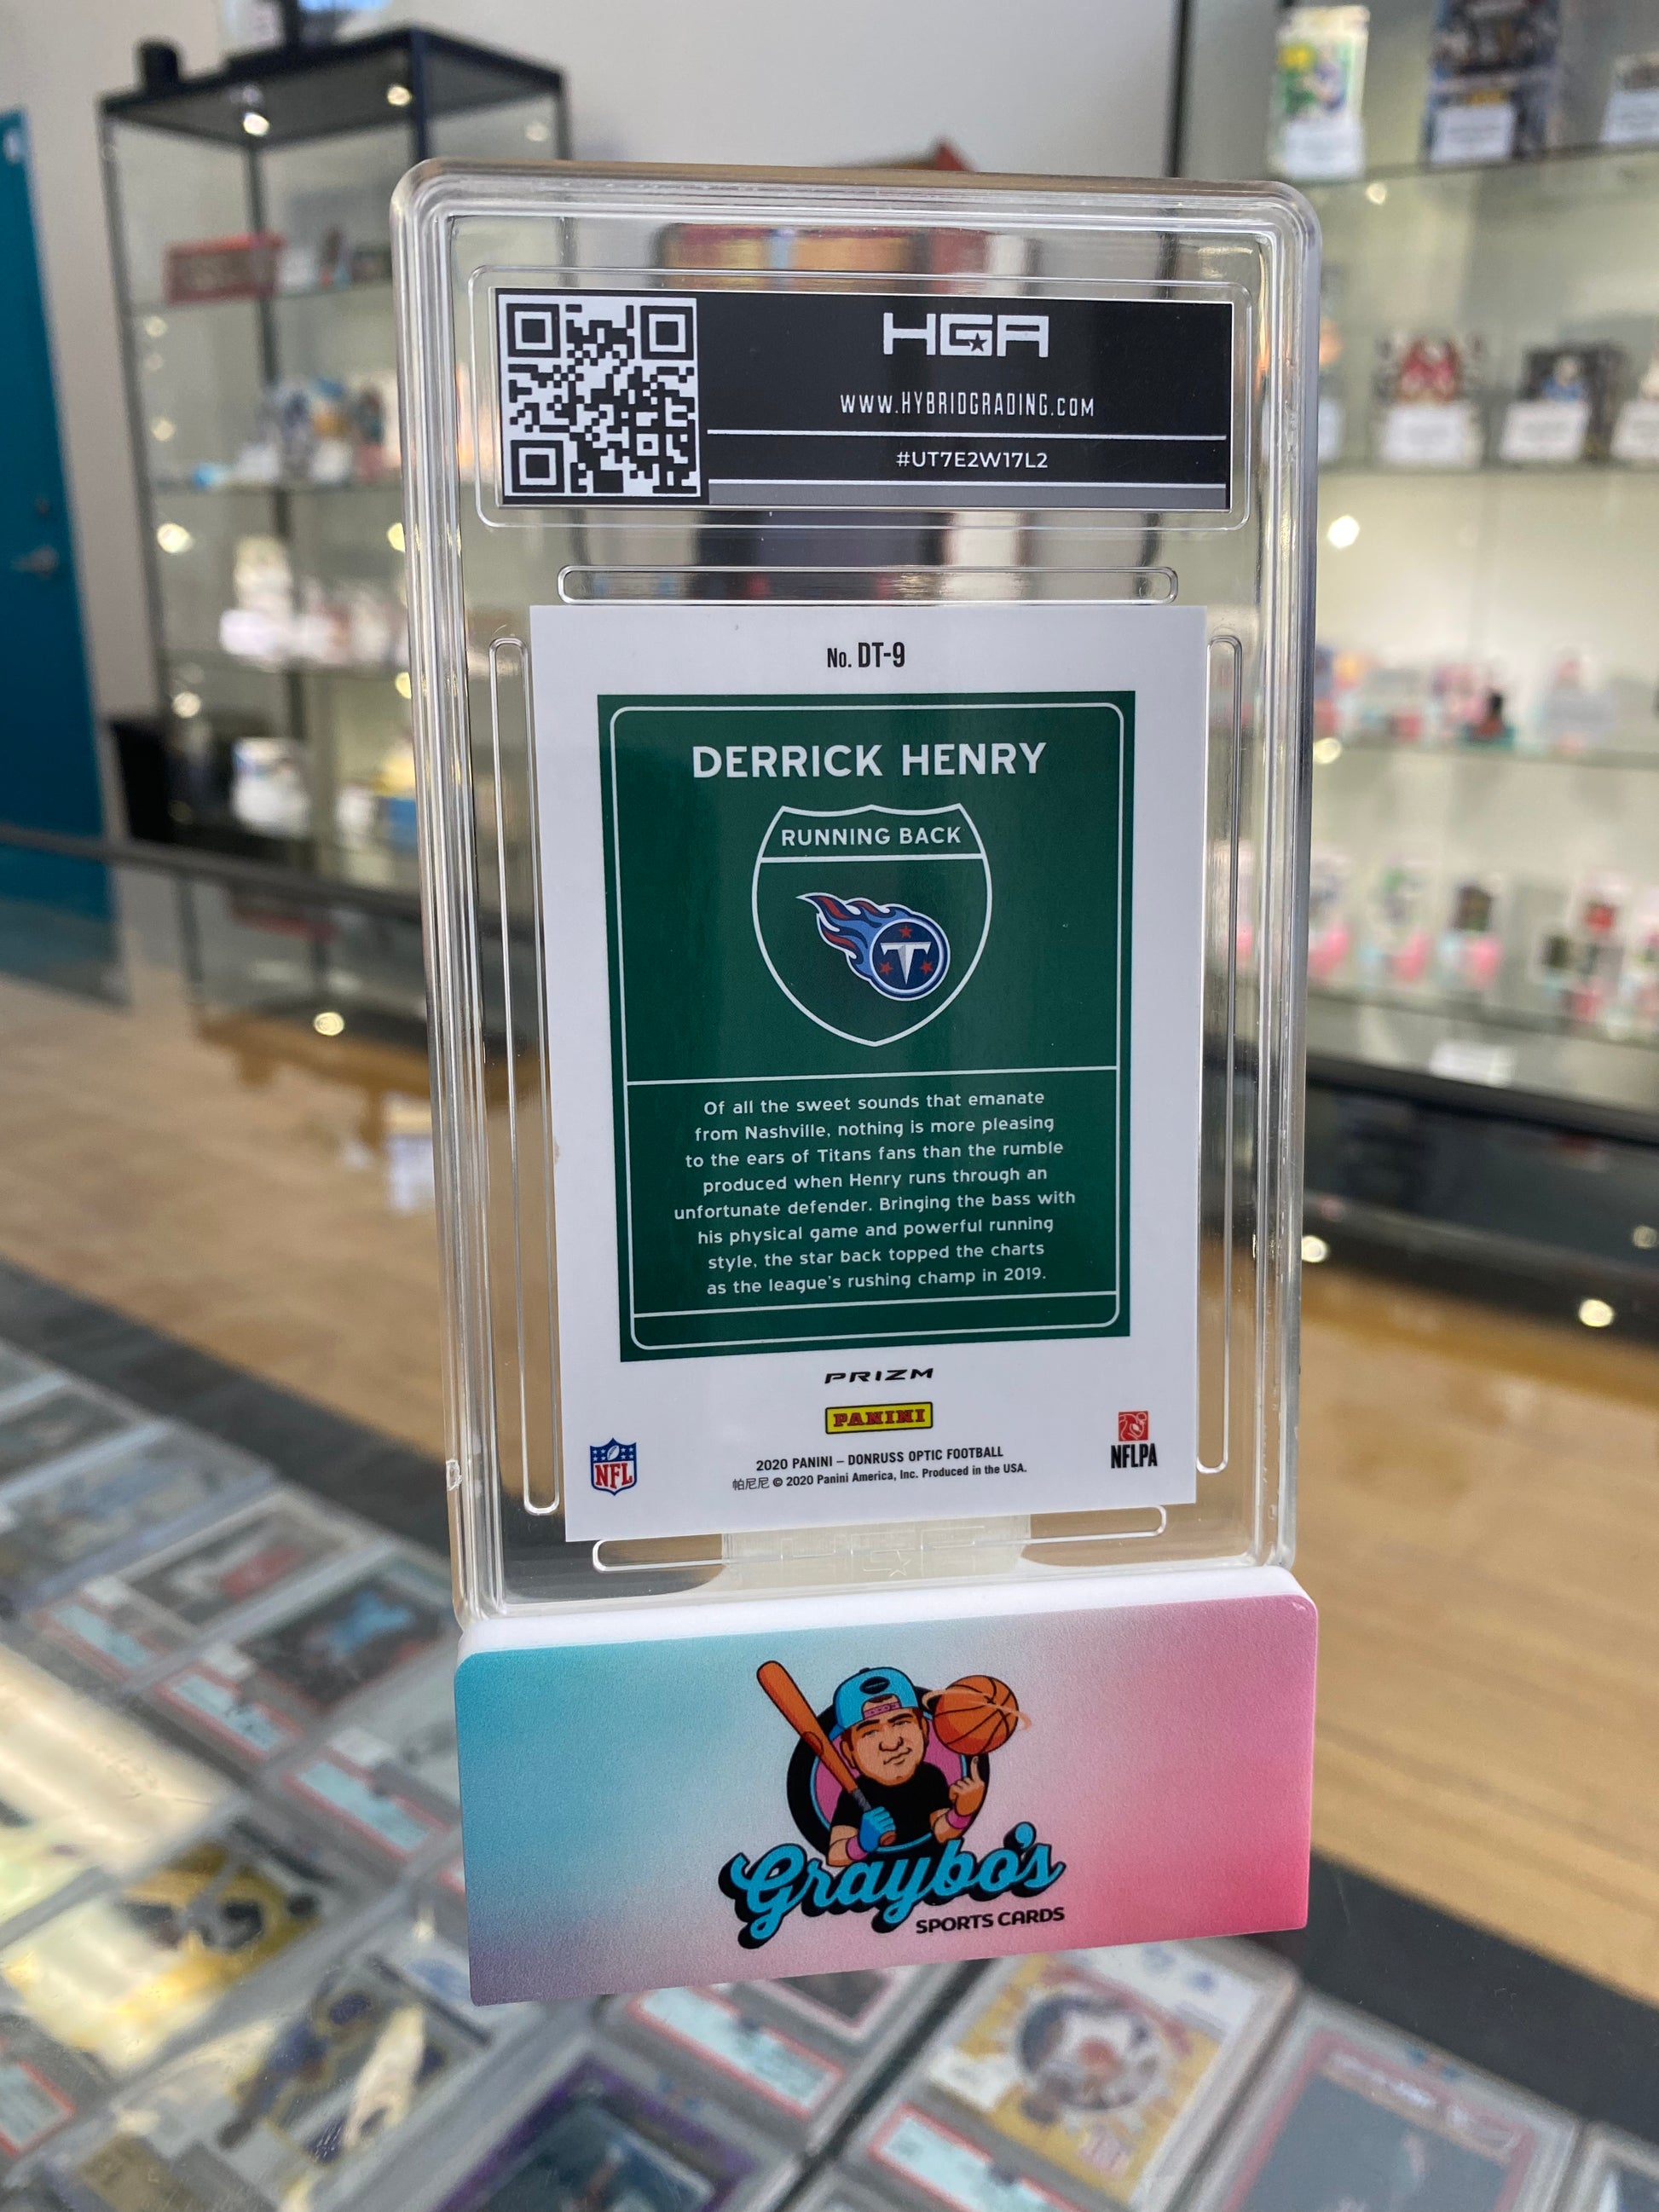 HGA
WWW.HYBRIDGRADING.COM
#UT7E2W17L2
No. DT-9
DERRICK HENRY
RUNNING BACK
T
Of all the sweet sounds that emanate
from Nashville, nothing is more pleasing
to the ears of Titans fans than the rumble
produced when Henry runs through an
unfortunate defender. Bringing the bass with
his physical game and powerful running
style, the star back topped the charts
as the league's rushing champ in 2019.
PRIZM
PANINI
NFL
2020 PANINI – DONRUSS OPTIC FOOTBALL
帕尼尼 © 2020 Panini America, Inc. Produced in the USA.
NFLPA
Graybo's
SPORTS CARDS